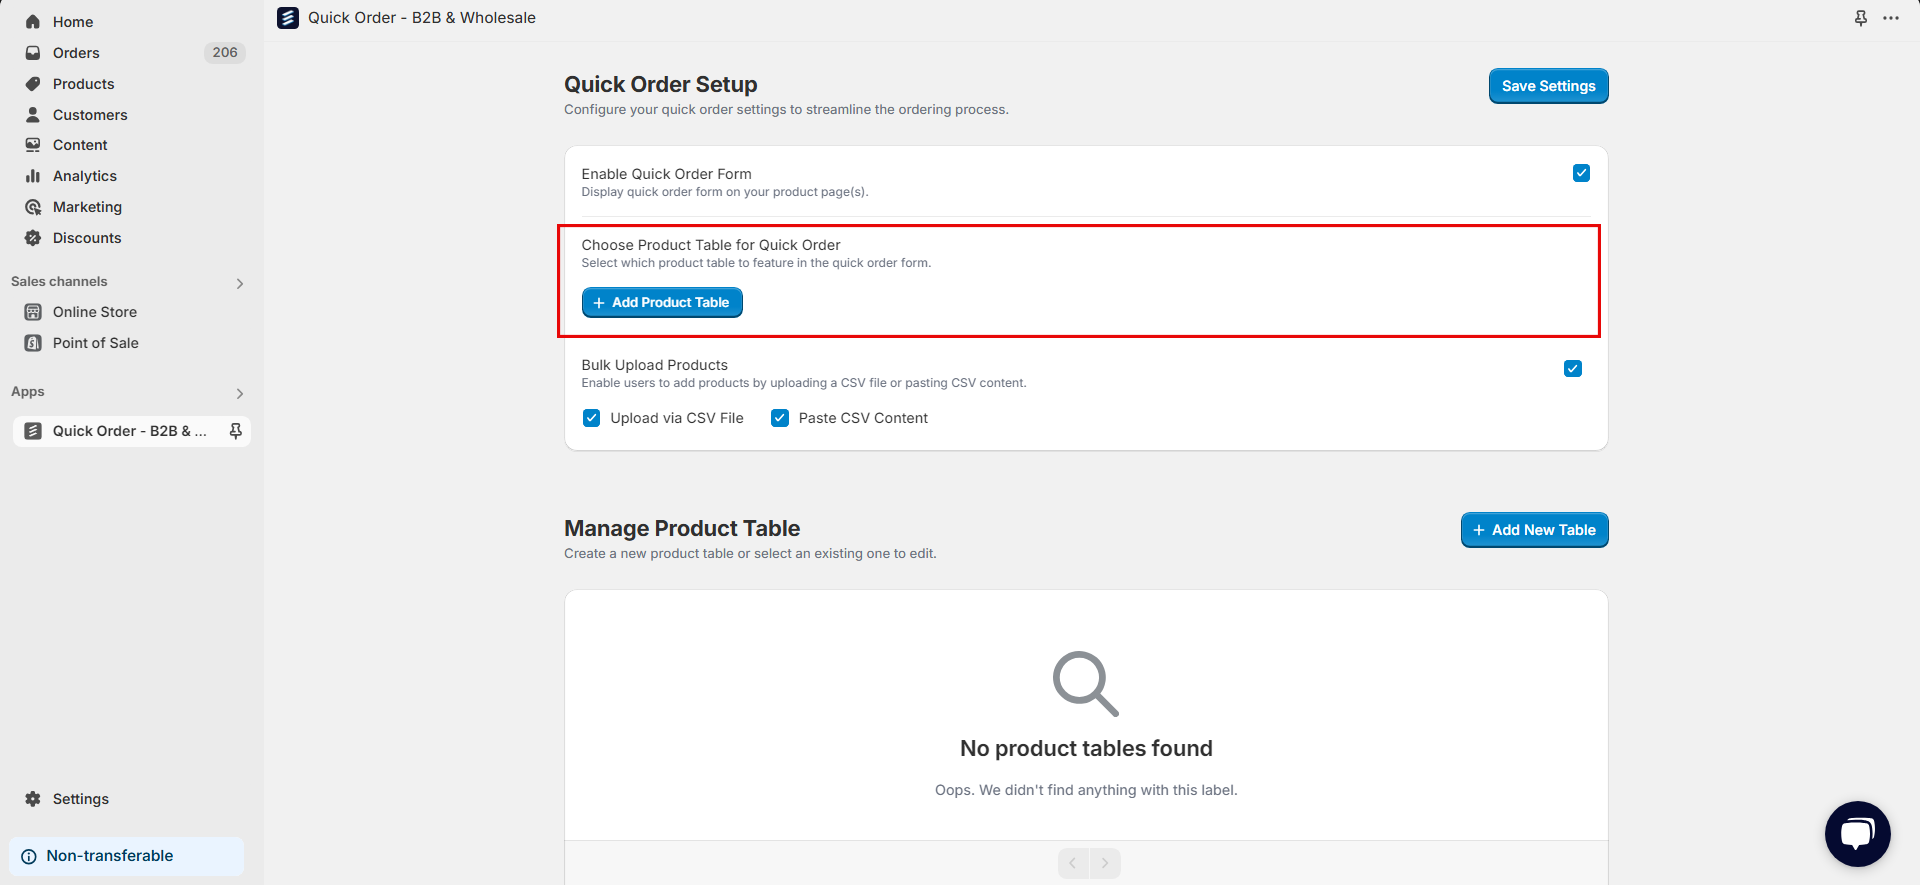 Home
Orders 206
Products
Customers
Content
Analytics
Marketing
Discounts
Sales channels
Online Store
Point of Sale
Apps
Quick Order - B2B & ...
Settings
Non-transferable
Quick Order - B2B & Wholesale
Quick Order Setup
Configure your quick order settings to streamline the ordering process.
Save Settings
Enable Quick Order Form
Display quick order form on your product page(s).
Choose Product Table for Quick Order
Select which product table to feature in the quick order form.
+ Add Product Table
Bulk Upload Products
Enable users to add products by uploading a CSV file or pasting CSV content.
Upload via CSV File Paste CSV Content
Manage Product Table
Create a new product table or select an existing one to edit.
+ Add New Table
No product tables found
Oops. We didn't find anything with this label.